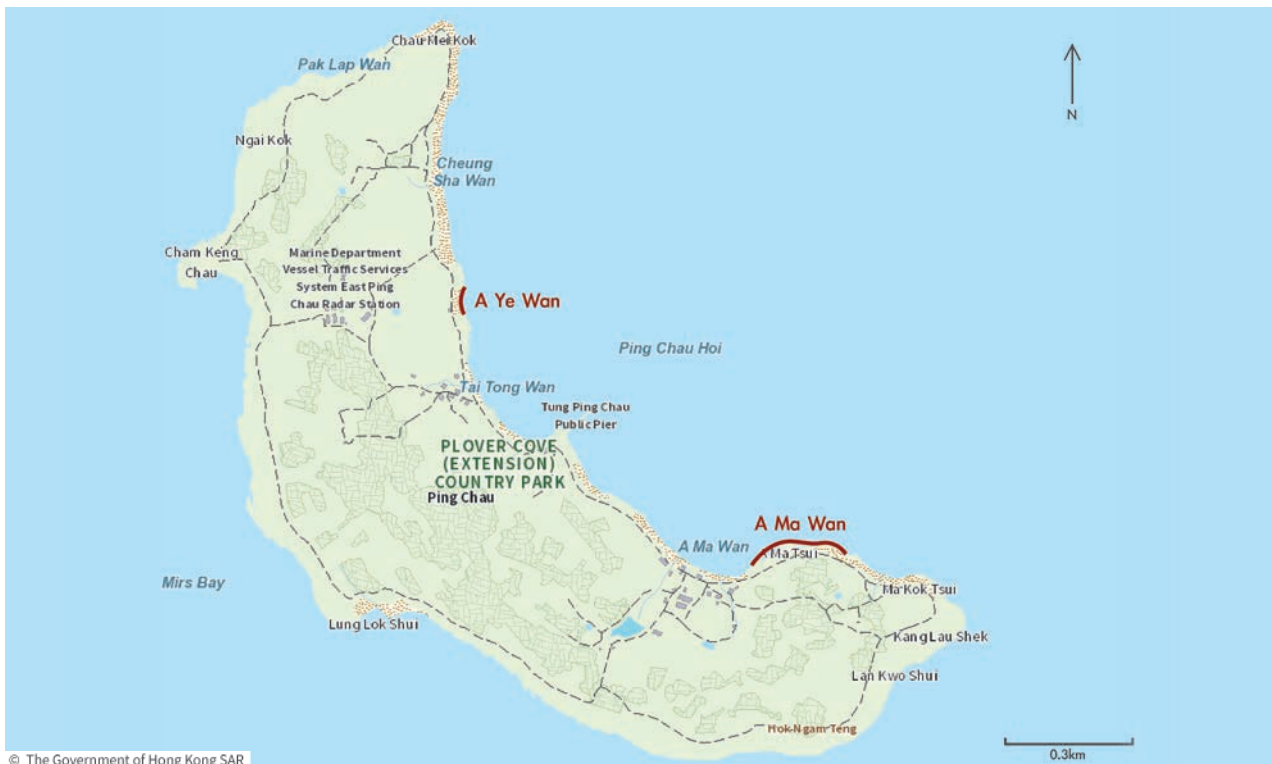 Chau Mei Kok
Pak Lap Wan
Ngai Kok
Cheung
Sha Wan
Cham Keng
Chau
Marine Department
Vessel Traffic Services
System East Ping
Chau Radar Station
A Ye Wan
Ping Chau Hoi
Tai Tong Wan
Tung Ping Chau
Public Pier
PLOVER COVE
(EXTENSION)
COUNTRY PARK
Ping Chau
A Ma Wan
A Ma Wan
A Ma Tsui
Mirs Bay
Ma Kok Tsui
Lung Lok Shui
Kang Lau Shek
Lan Kwo Shui
Hok Ngam Teng
N
0.3km
© The Government of Hong Kong SAR